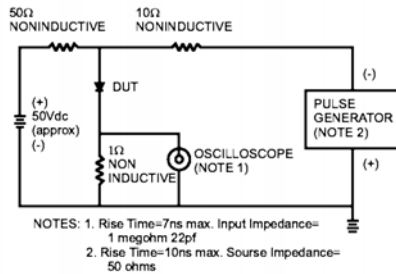 50Ω
NONINDUCTIVE
10Ω
NONINDUCTIVE
(+)
50Vdc
(approx)
(-)
DUT
1Ω
NON
INDUCTIVE
OSCILLOSCOPE
(NOTE 1)
(-)
PULSE
GENERATOR
(NOTE 2)
(+)
NOTES: 1. Rise Time=7ns max. Input Impedance=
1 megohm 22pf
2. Rise Time=10ns max. Sourse Impedance=
50 ohms